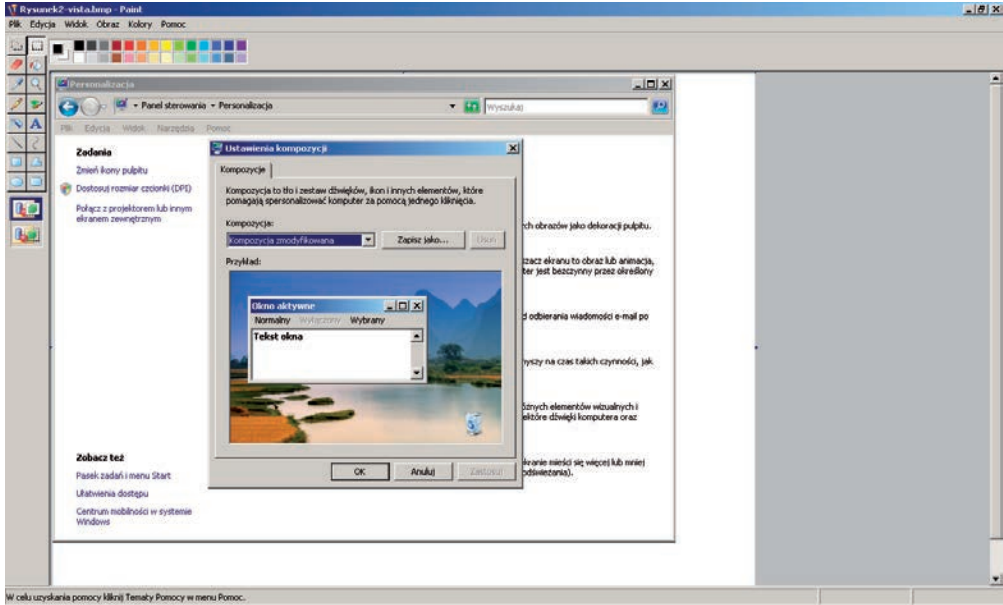 Rysunek2-vista.bmp - Paint
Plik Edycja Widok Obraz Kolory Pomoc
Personalizacja
Panel sterowania Personalizacja
Wyszukaj
Plik Edycja Widok Narzędzia Pomoc
Zadania
Zmień ikony pulpitu
Dostosuj rozmiar czcionki (DPI)
Połącz z projektorem lub innym
ekranem zewnętrznym
Ustawienia kompozycji
Kompozycje
Kompozycja to tło i zestaw dźwięków, ikon i innych elementów, które
pomagają spersonalizować komputer za pomocą jednego kliknięcia.
Kompozycja:
Kompozycja zmodyfikowana
Zapisz jako...
Usuń
Przykład:
Okno aktywne
Normalny Wyłączony Wybrany
Tekst okna
OK
Anuluj
Zastosuj
ch obrazów jako dekoracji pulpitu.
zacz ekranu to obraz lub animacja,
ter jest bezczynny przez określony
d odbierania wiadomości e-mail po
yszy na czas takich czynności, jak
óżnych elementów wizualnych i
ektóre dźwięki komputera oraz
kranie mieści się więcej lub mniej
odświeżania).
Zobacz też
Pasek zadań i menu Start
Ułatwienia dostępu
Centrum mobilności w systemie
Windows
W celu uzyskania pomocy kliknij Tematy Pomocy w menu Pomoc.